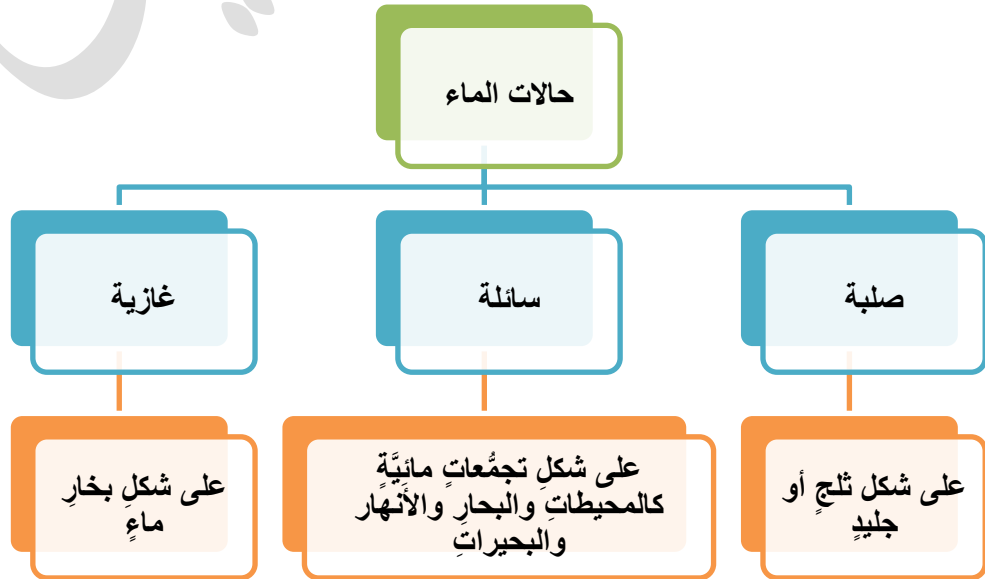 حالات الماء
صلبة
سائلة
غازية
على شكل ثلجٍ أو
جليدٍ
على شكلِ تجمُّعاتٍ مائِيَّةٍ
كالمحيطاتِ والبحارِ والأنهار
والبحيراتِ
على شكلِ بخارِ
ماءٍ